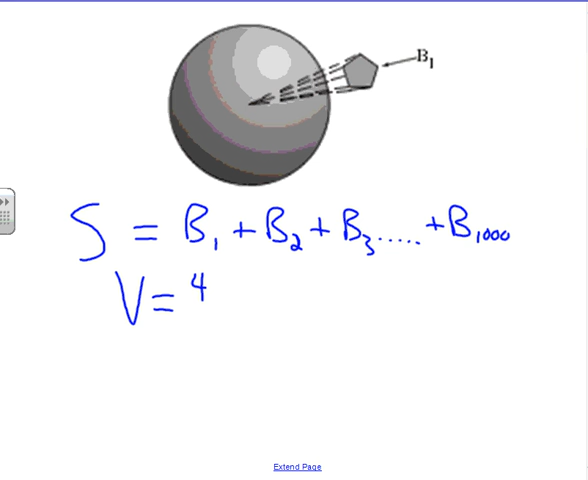 B₁
S = B₁ + B₂ + B₃..... + B₁₀₀₀
V = 4
Extend Page